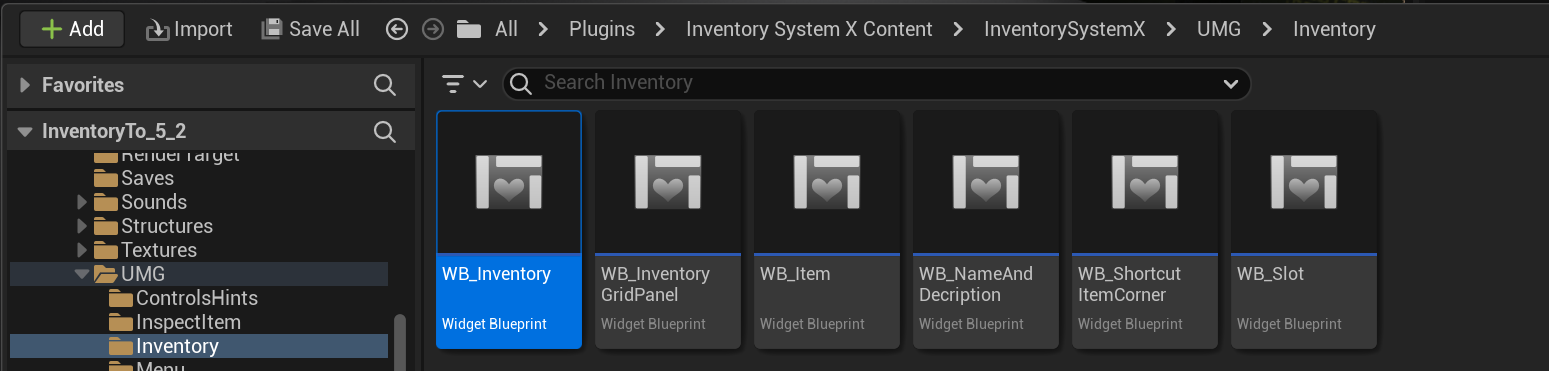 Add
Import
Save All
All
Plugins
Inventory System X Content
InventorySystemX
UMG
Inventory
Favorites
Search Inventory
InventoryTo_5_2
RenderTarget
Saves
Sounds
Structures
Textures
UMG
ControlsHints
InspectItem
Inventory
Menu
WB_Inventory
Widget Blueprint
WB_Inventory
GridPanel
Widget Blueprint
WB_Item
Widget Blueprint
WB_NameAnd
Decription
Widget Blueprint
WB_Shortcut
ItemCorner
Widget Blueprint
WB_Slot
Widget Blueprint